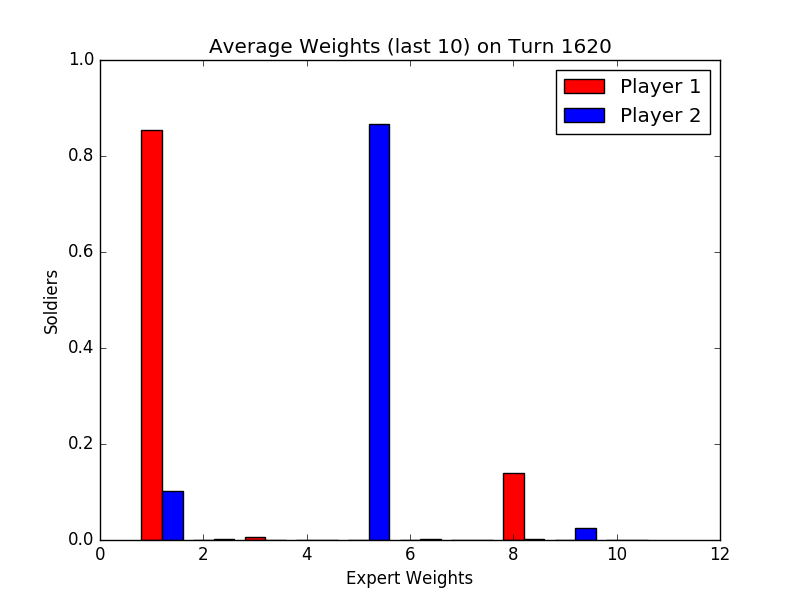 Average Weights (last 10) on Turn 1620
1.0
0.8
0.6
0.4
0.2
0.0
Soldiers
Player 1
Player 2
0 2 4 6 8 10 12
Expert Weights